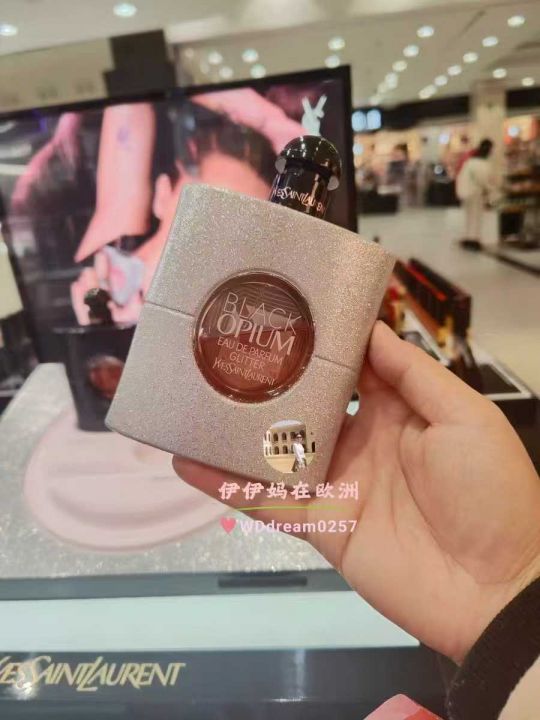 YVESSAINTLAURENT
BLACK
OPIUM
EAU DE PARFUM
GLITTER
YVESSAINTLAURENT
伊伊妈在欧洲
WDdream0257
YVESSAINTLAURENT